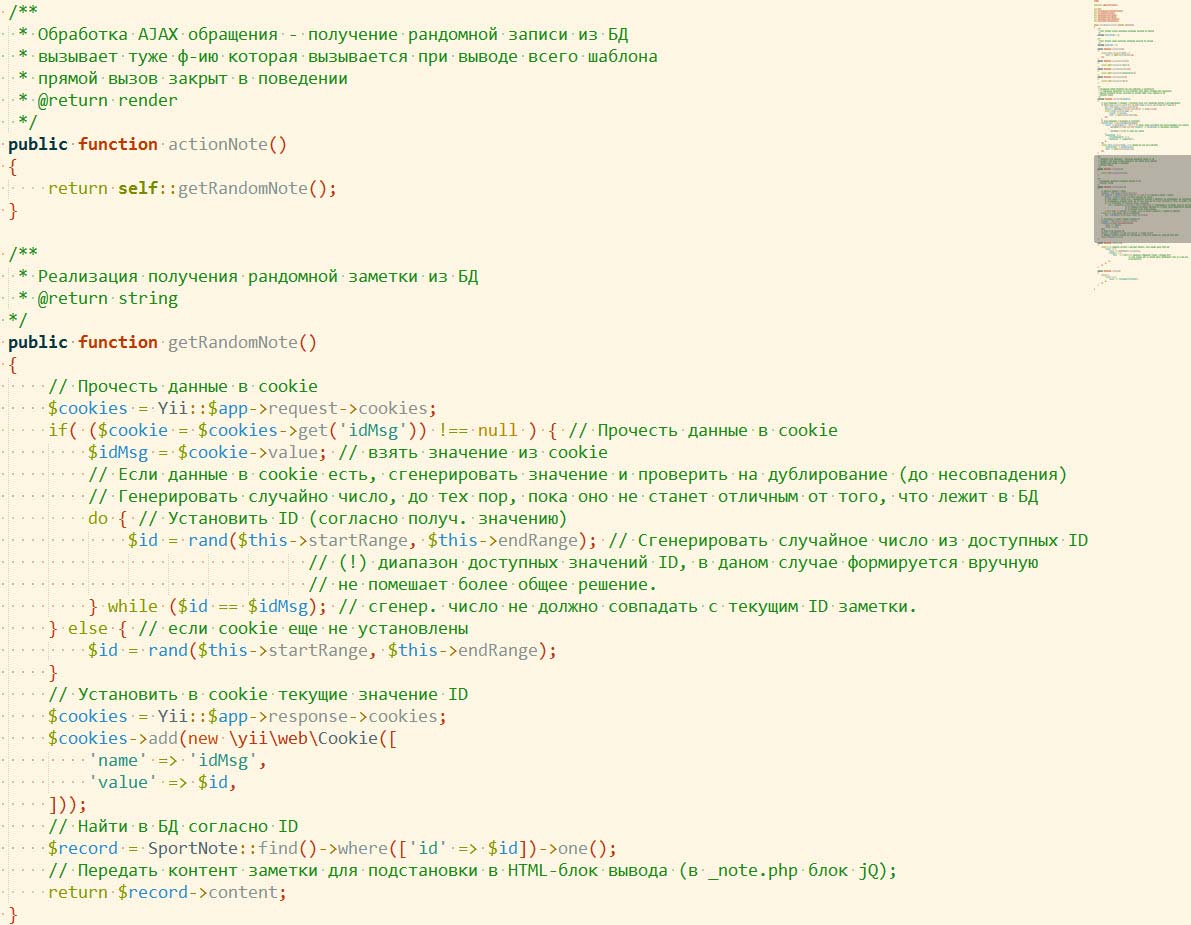 /**
* Обработка AJAX обращения - получение рандомной записи из БД
* вызывает туже ф-ию которая вызывается при выводе всего шаблона
* прямой вызов закрыт в поведении
* @return render
*/
public function actionNote()
{
return self::getRandomNote();
}
/**
* Реализация получения рандомной заметки из БД
* @return string
*/
public function getRandomNote()
{
// Прочесть данные в cookie
$cookies = Yii::$app->request->cookies;
if( ($cookie = $cookies->get('idMsg')) !== null ) { // Прочесть данные в cookie
$idMsg = $cookie->value; // взять значение из cookie
// Если данные в cookie есть, сгенерировать значение и проверить на дублирование (до несовпадения)
// Генерировать случайно число, до тех пор, пока оно не станет отличным от того, что лежит в БД
do { // Установить ID (согласно получ. значению)
$id = rand($this->startRange, $this->endRange); // Сгенерировать случайное число из доступных ID
// (!) диапазон доступных значений ID, в даном случае формируется вручную
// не помешает более общее решение.
} while ($id == $idMsg); // сгенер. число не должно совпадать с текущим ID заметки.
} else { // если cookie еще не установлены
$id = rand($this->startRange, $this->endRange);
}
// Установить в cookie текущие значение ID
$cookies = Yii::$app->response->cookies;
$cookies->add(new \yii\web\Cookie([
'name' => 'idMsg',
'value' => $id,
]));
// Найти в БД согласно ID
$record = SportNote::find()->where(['id' => $id])->one();
// Передать контент заметки для подстановки в HTML-блок вывода (в _note.php блок jQ);
return $record->content;
}